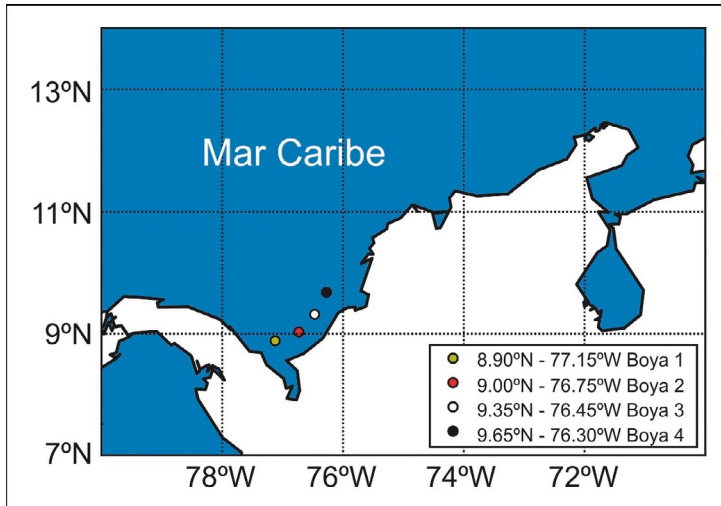 13ºN
Mar Caribe
11ºN
9ºN
8.90ºN - 77.15ºW Boya 1
9.00ºN - 76.75ºW Boya 2
9.35ºN - 76.45ºW Boya 3
9.65ºN - 76.30ºW Boya 4
7ºN
78ºW 76ºW 74ºW 72ºW